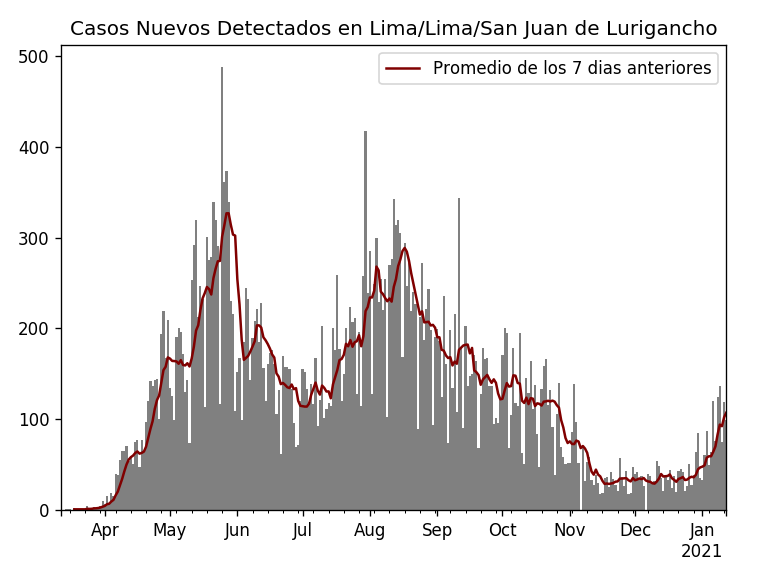 Casos Nuevos Detectados en Lima/Lima/San Juan de Lurigancho
Promedio de los 7 dias anteriores
500
400
300
200
100
0
Apr May Jun Jul Aug Sep Oct Nov Dec Jan
2021